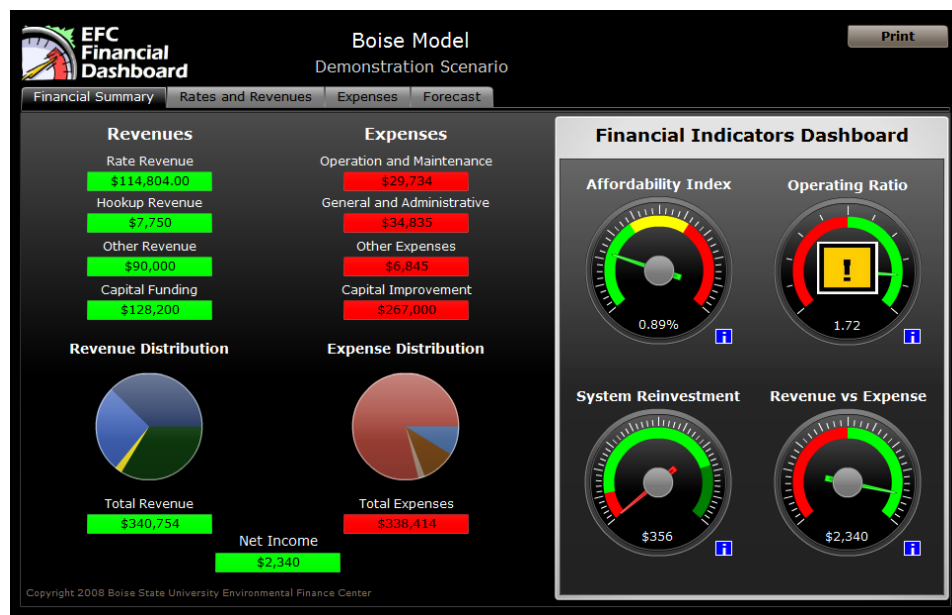 EFC
Financial
Dashboard
Boise Model
Demonstration Scenario
Print
Financial Summary
Rates and Revenues
Expenses
Forecast
Revenues
Rate Revenue
$114,804.00
Hookup Revenue
$7,750
Other Revenue
$90,000
Capital Funding
$128,200
Expenses
Operation and Maintenance
$29,734
General and Administrative
$34,835
Other Expenses
$6,845
Capital Improvement
$267,000
Revenue Distribution
Expense Distribution
Total Revenue
$340,754
Total Expenses
$338,414
Net Income
$2,340
Copyright 2008 Boise State University Environmental Finance Center
Financial Indicators Dashboard
Affordability Index
0.89%
i
Operating Ratio
!
1.72
i
System Reinvestment
$356
i
Revenue vs Expense
$2,340
i